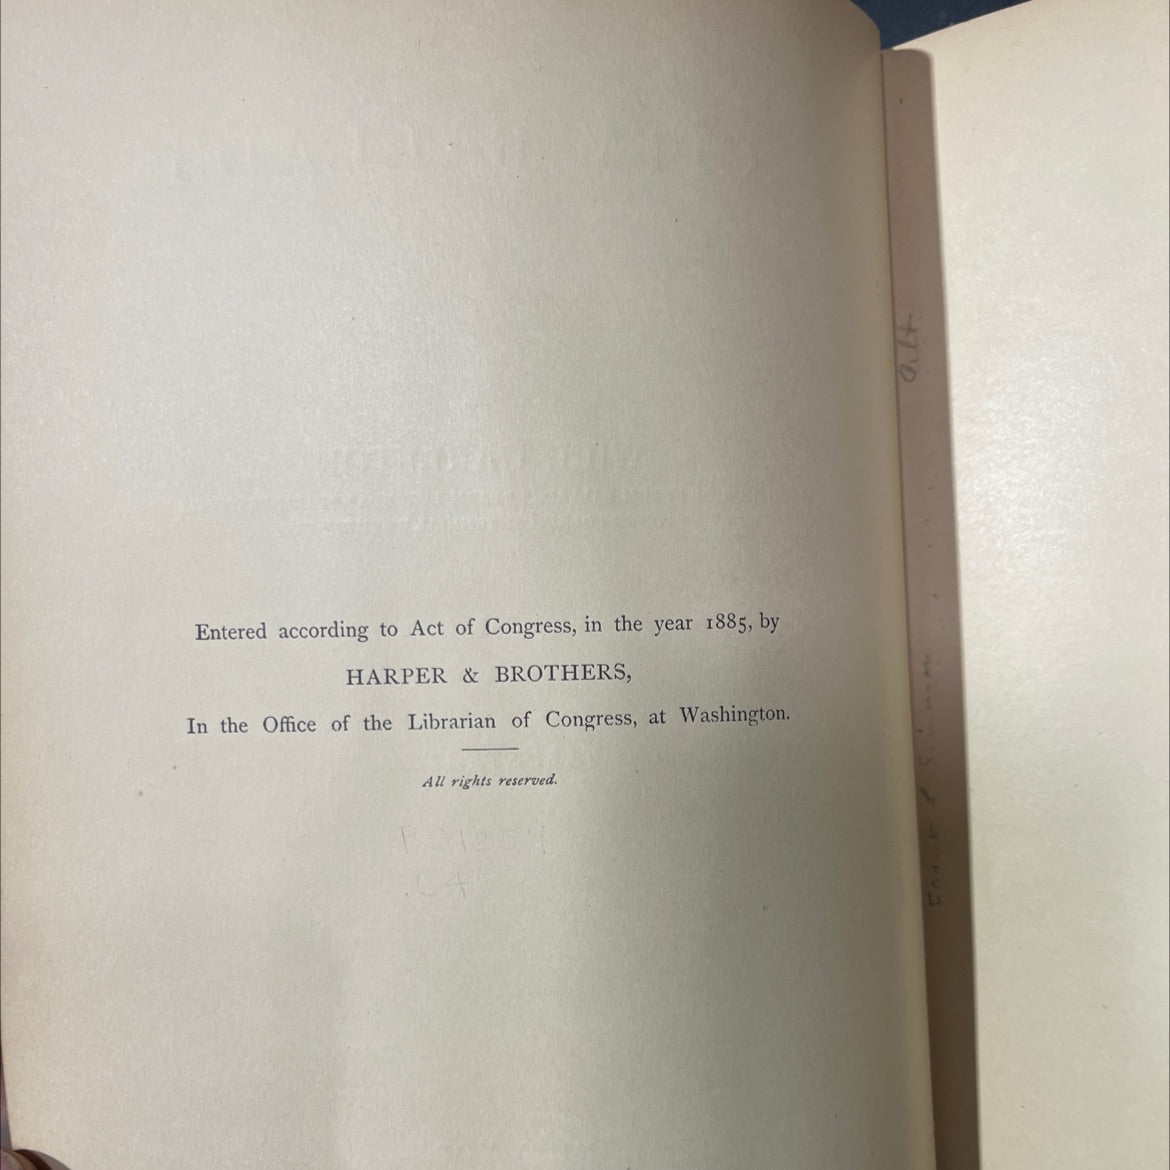 Entered according to Act of Congress, in the year 1885, by
HARPER & BROTHERS,
In the Office of the Librarian of Congress, at Washington.
All rights reserved.